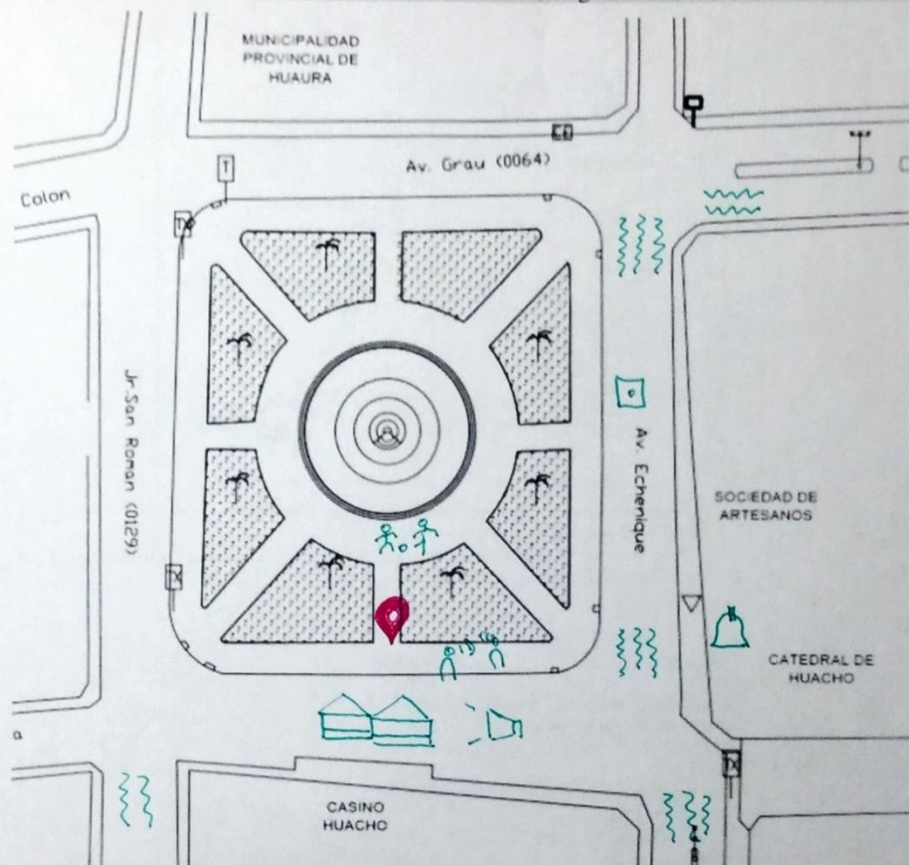 MUNICIPALIDAD
PROVINCIAL DE
HUAURA
Av. Grau (0064)
T
Colon
Jr.San Roman (0129)
Av. Echenique
SOCIEDAD DE
ARTESANOS
CATEDRAL DE
HUACHO
a
CASINO
HUACHO